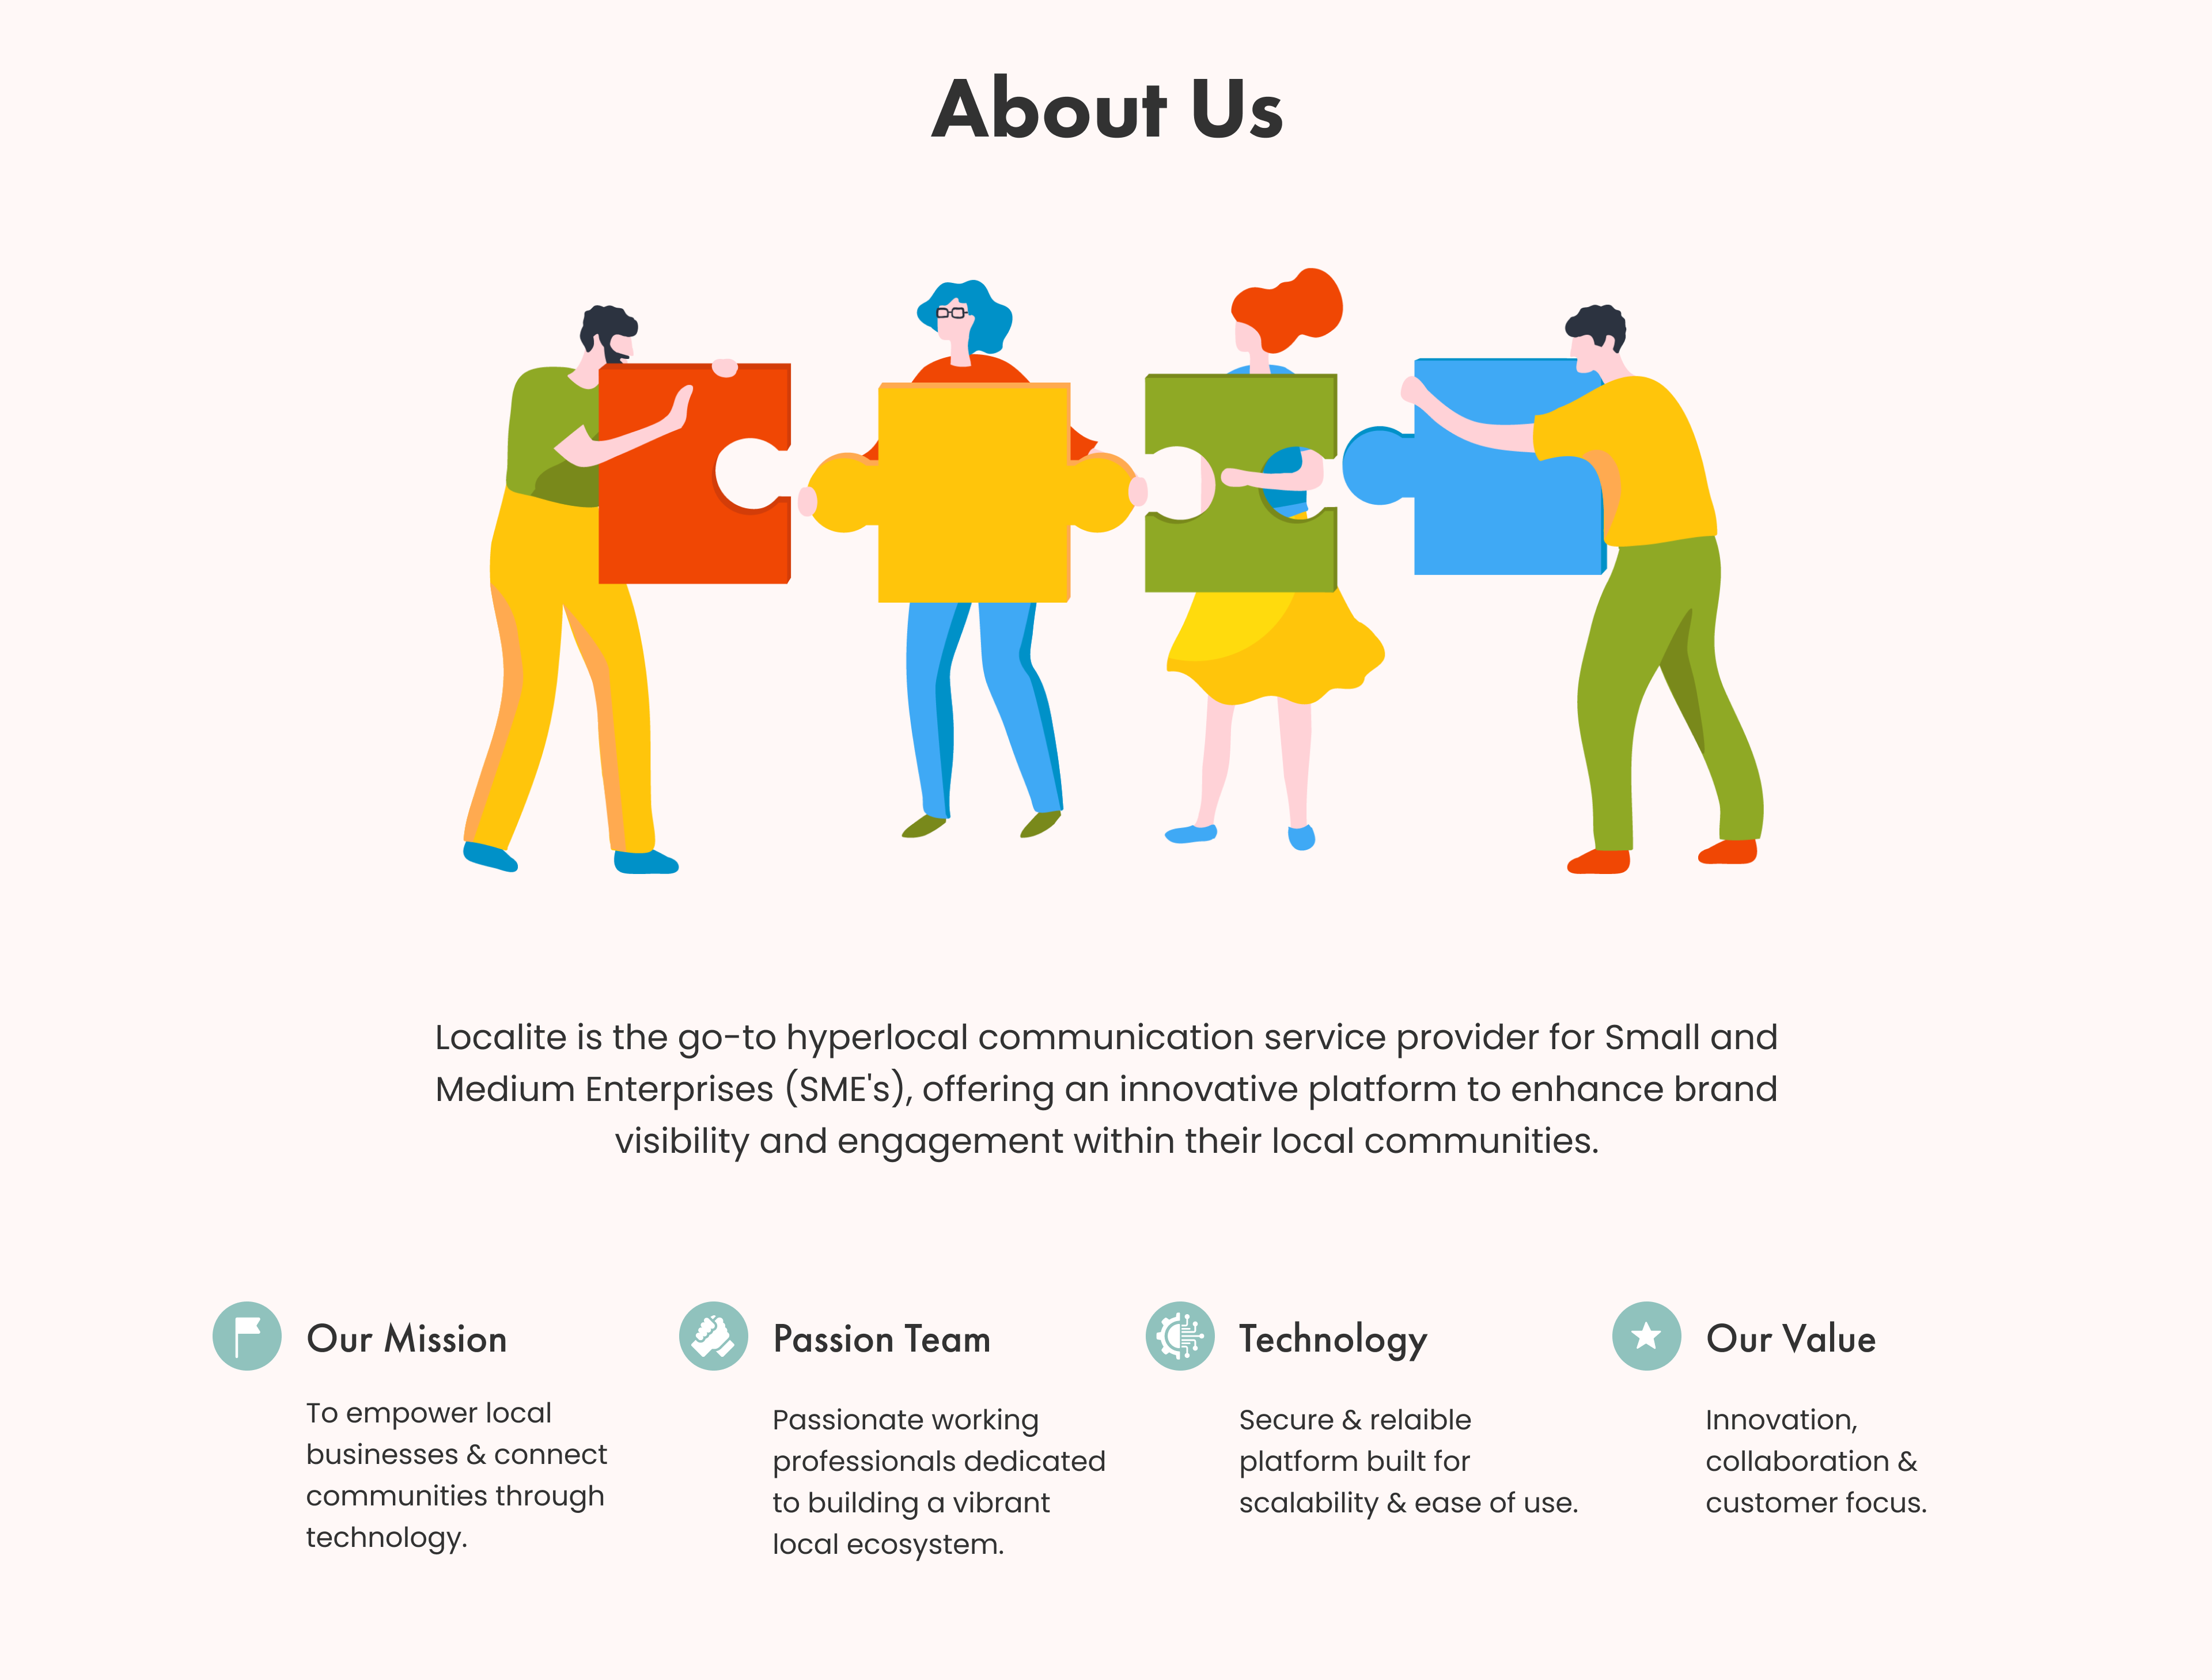 About Us
Localite is the go-to hyperlocal communication service provider for Small and
Medium Enterprises (SME's), offering an innovative platform to enhance brand
visibility and engagement within their local communities.
Our Mission
To empower local
businesses & connect
communities through
technology.
Passion Team
Passionate working
professionals dedicated
to building a vibrant
local ecosystem.
Technology
Secure & relaible
platform built for
scalability & ease of use.
Our Value
Innovation,
collaboration &
customer focus.